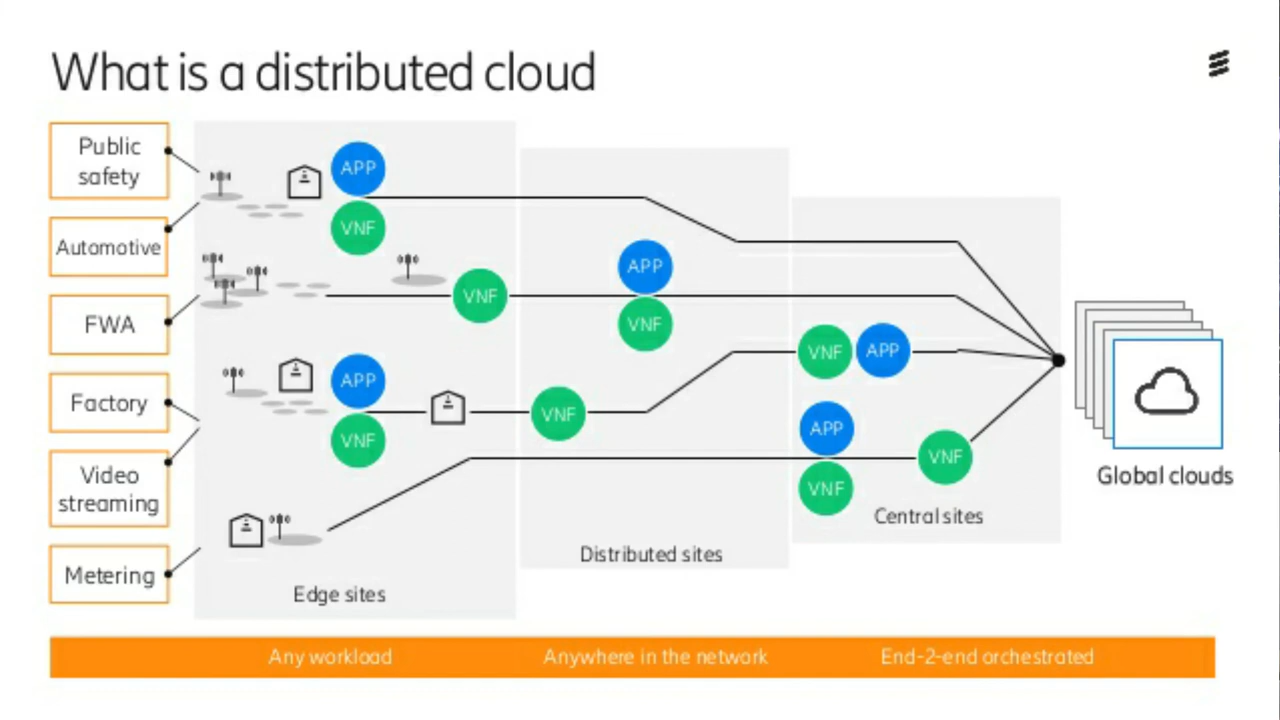 What is a distributed cloud
Public
safety
Automotive
FWA
Factory
Video
streaming
Metering
APP
VNF
VNF
APP
VNF
APP
VNF
VNF
VNF
APP
APP
VNF
VNF
Edge sites
Distributed sites
Central sites
Global clouds
Any workload
Anywhere in the network
End-2-end orchestrated